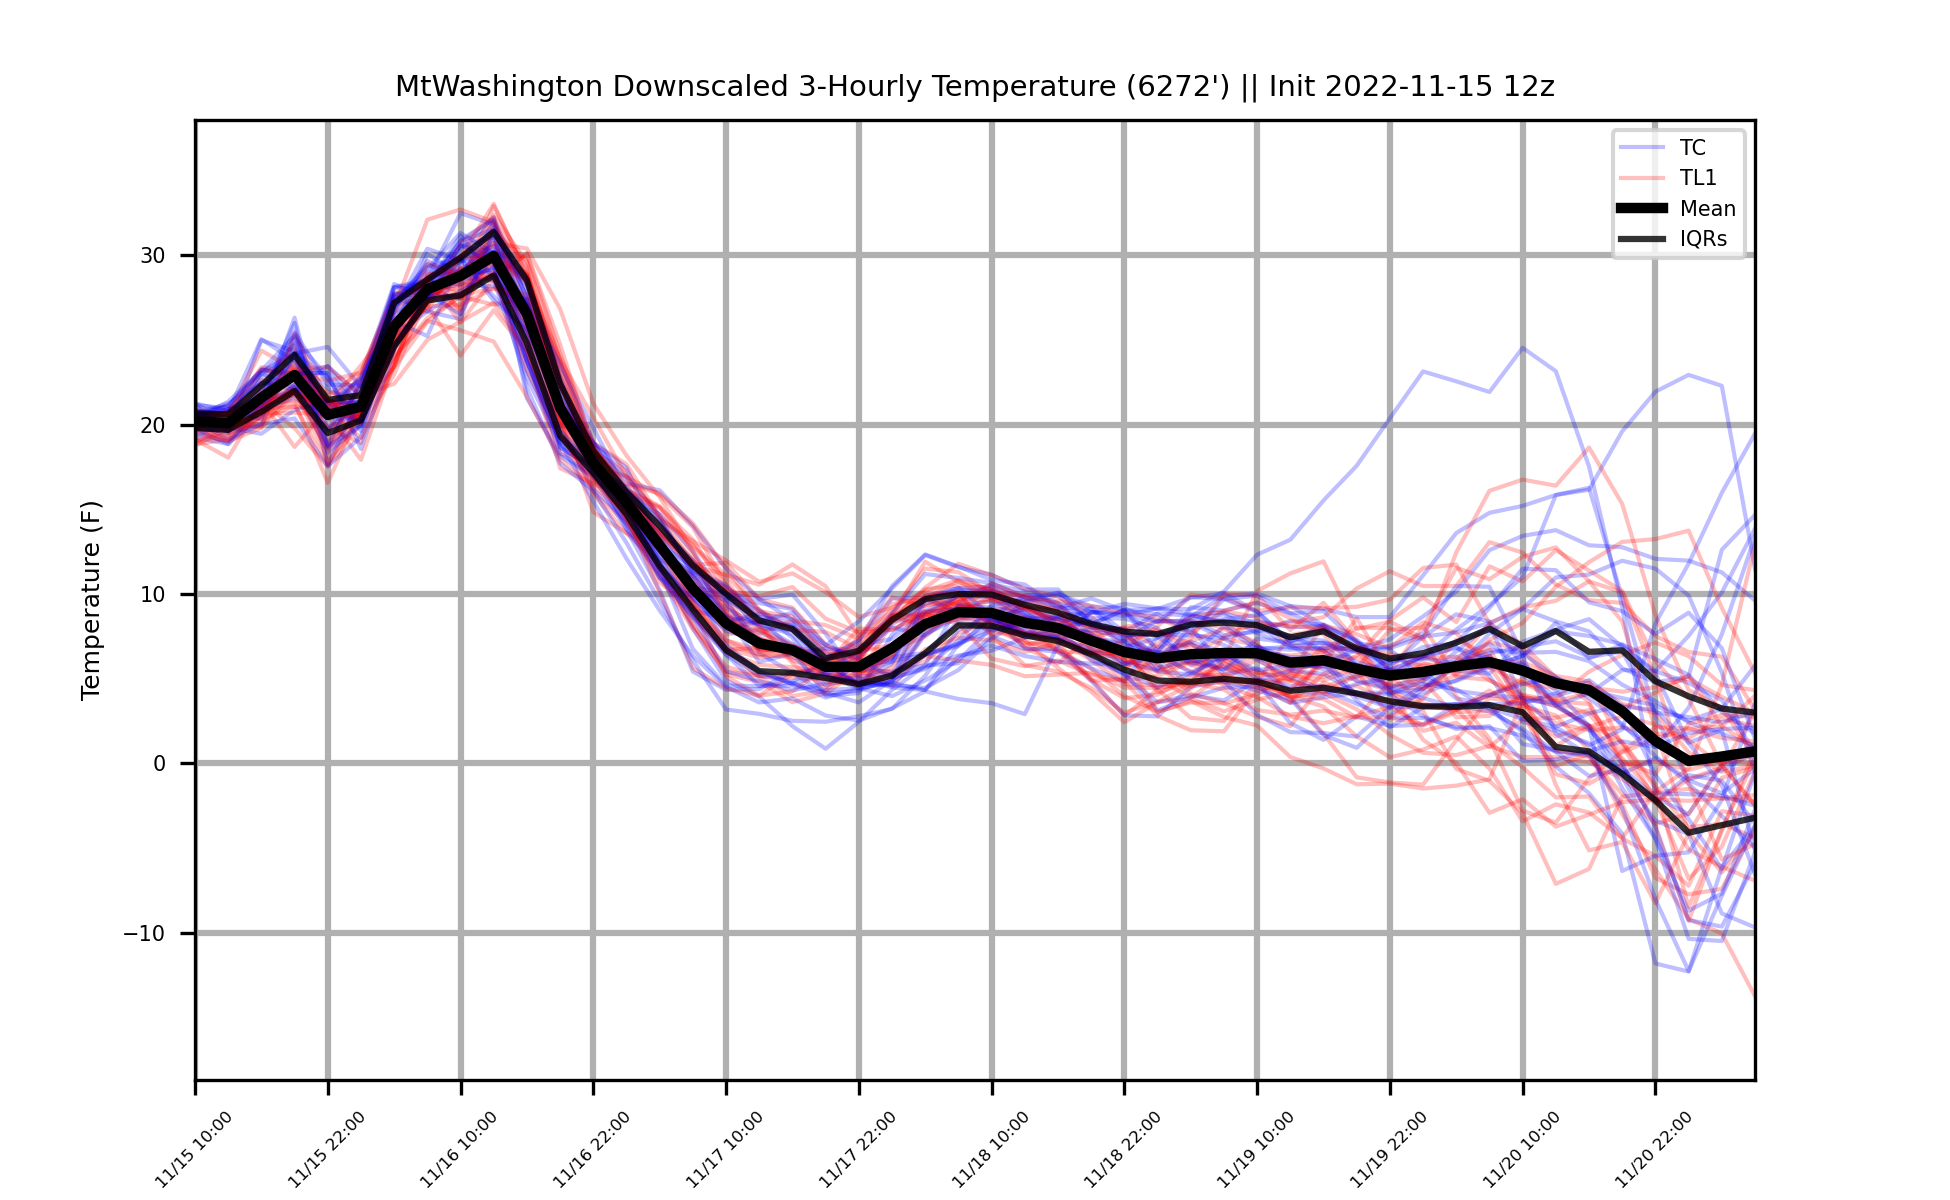 MtWashington Downscaled 3-Hourly Temperature (6272') || Init 2022-11-15 12z
TC
TL1
Mean
IQRs
Temperature (F)
30
20
10
0
−10
11/15 10:00
11/15 22:00
11/16 10:00
11/16 22:00
11/17 10:00
11/17 22:00
11/18 10:00
11/18 22:00
11/19 10:00
11/19 22:00
11/20 10:00
11/20 22:00